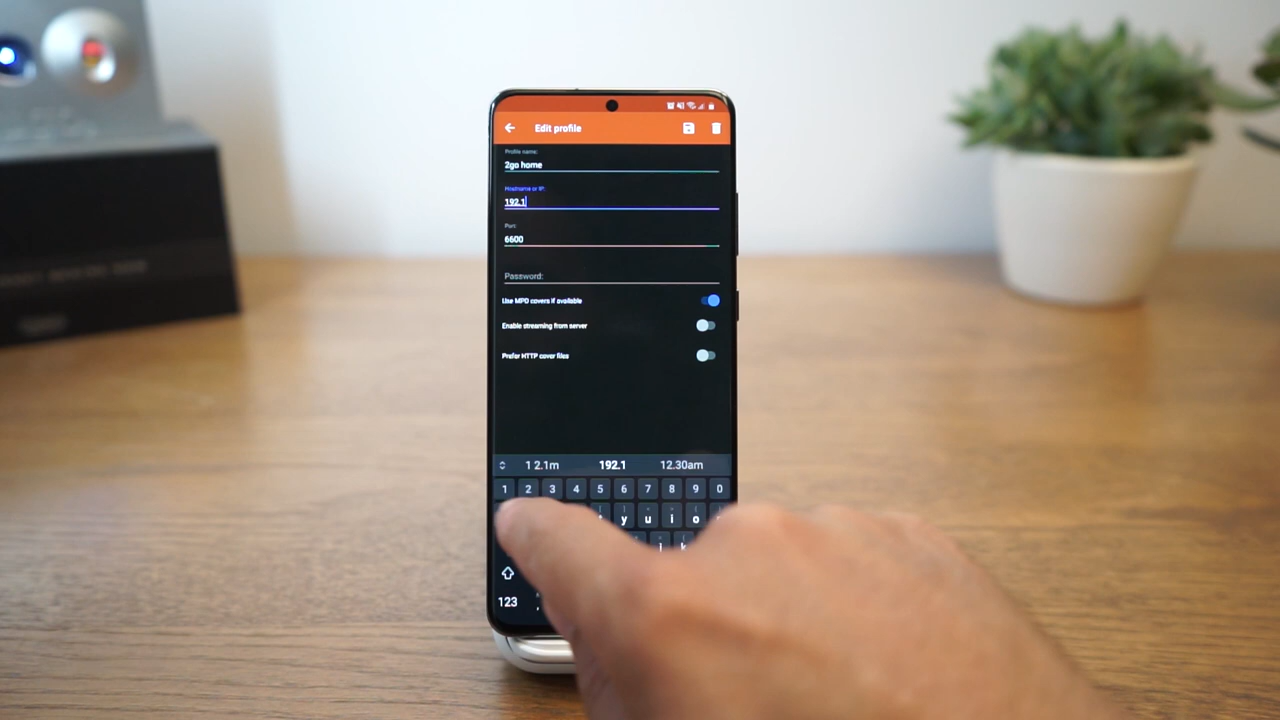 Edit profile
Profile name:
2go home
Hostname or IP:
192.1
Port:
6600
Password:
Use MPD covers if available
Enable streaming from server
Prefer HTTP cover files
1 2.1m 192.1 12.30am
1 2 3 4 5 6 7 8 9 0
y u i o
j k
123